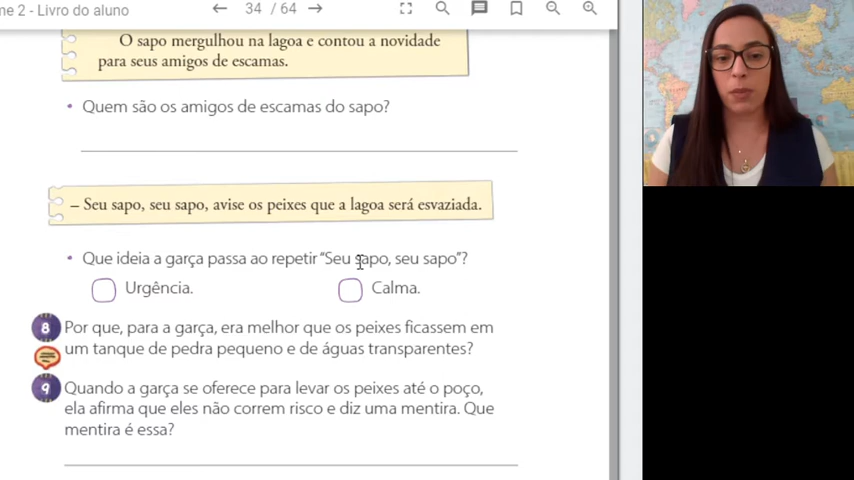 me 2 - Livro do aluno
34 / 64
O sapo mergulhou na lagoa e contou a novidade
para seus amigos de escamas.
• Quem são os amigos de escamas do sapo?
– Seu sapo, seu sapo, avise os peixes que a lagoa será esvaziada.
• Que ideia a garça passa ao repetir “Seu sapo, seu sapo”?
Urgência. Calma.
8 Por que, para a garça, era melhor que os peixes ficassem em
um tanque de pedra pequeno e de águas transparentes?
9 Quando a garça se oferece para levar os peixes até o poço,
ela afirma que eles não correm risco e diz uma mentira. Que
mentira é essa?